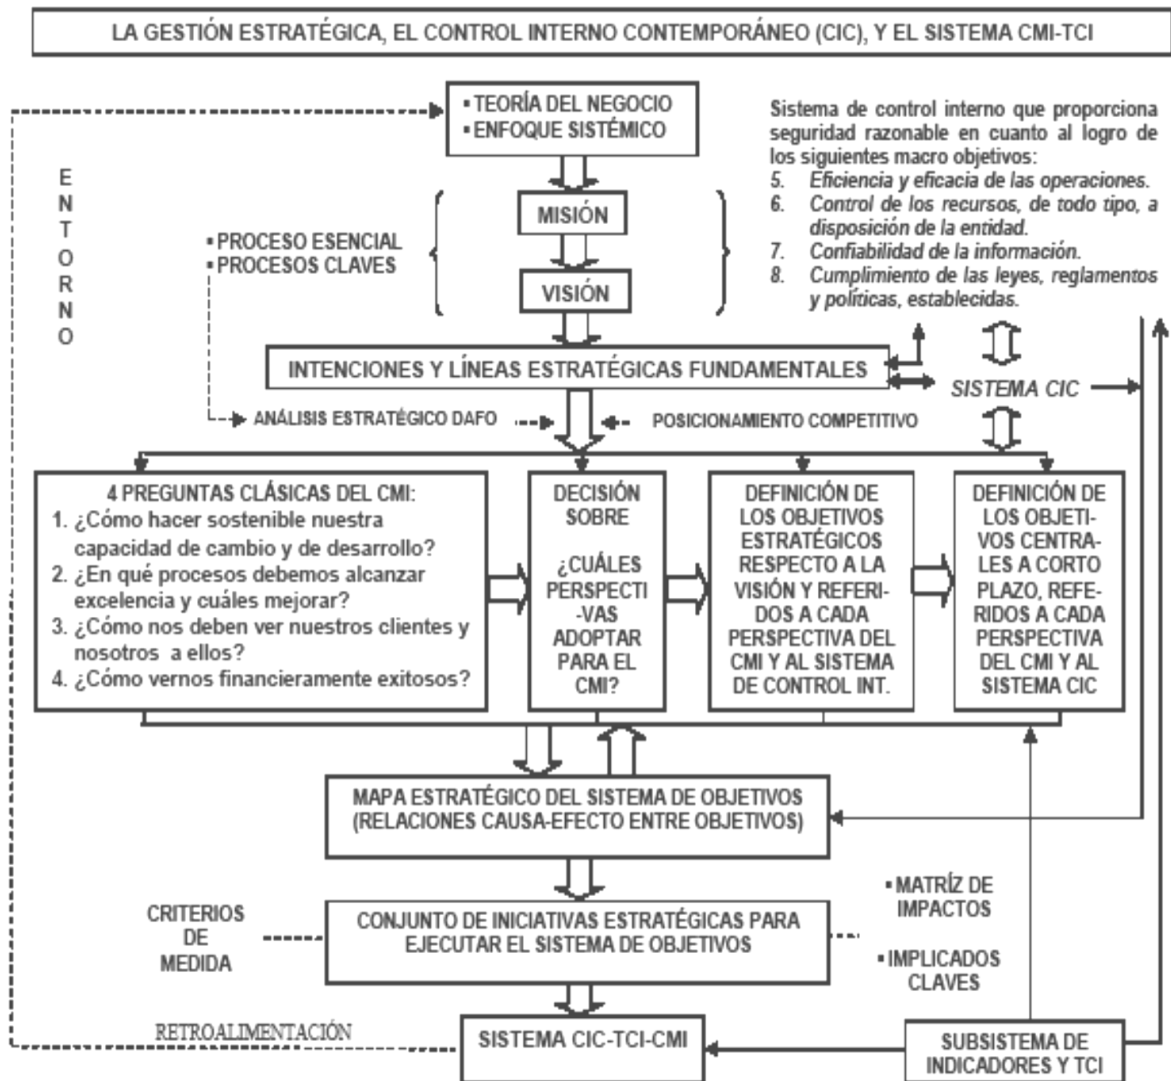 LA GESTIÓN ESTRATÉGICA, EL CONTROL INTERNO CONTEMPORÁNEO (CIC), Y EL SISTEMA CMI-TCI
▪ TEORÍA DEL NEGOCIO
▪ ENFOQUE SISTÉMICO
Sistema de control interno que proporciona
seguridad razonable en cuanto al logro de
los siguientes macro objetivos:
5. Eficiencia y eficacia de las operaciones.
6. Control de los recursos, de todo tipo, a
disposición de la entidad.
7. Confiabilidad de la información.
8. Cumplimiento de las leyes, reglamentos
y políticas, establecidas.
E
N
T
O
R
N
O
MISIÓN
▪ PROCESO ESENCIAL
▪ PROCESOS CLAVES
VISIÓN
INTENCIONES Y LÍNEAS ESTRATÉGICAS FUNDAMENTALES
SISTEMA CIC
ANÁLISIS ESTRATÉGICO DAFO
POSICIONAMIENTO COMPETITIVO
4 PREGUNTAS CLÁSICAS DEL CMI:
1. ¿Cómo hacer sostenible nuestra
capacidad de cambio y de desarrollo?
2. ¿En qué procesos debemos alcanzar
excelencia y cuáles mejorar?
3. ¿Cómo nos deben ver nuestros clientes y
nosotros a ellos?
4. ¿Cómo vernos financieramente exitosos?
DECISIÓN
SOBRE
¿CUÁLES
PERSPECTI-
-VAS
ADOPTAR
PARA EL
CMI?
DEFINICIÓN DE
LOS OBJETIVOS
ESTRATÉGICOS
RESPECTO A LA
VISIÓN Y REFERI-
DOS A CADA
PERSPECTIVA DEL
CMI Y AL SISTEMA
DE CONTROL INT.
DEFINICIÓN DE
LOS OBJETI-
VOS CENTRA-
LES A CORTO
PLAZO, REFE-
RIDOS A CADA
PERSPECTIVA
DEL CMI Y AL
SISTEMA CIC
MAPA ESTRATÉGICO DEL SISTEMA DE OBJETIVOS
(RELACIONES CAUSA-EFECTO ENTRE OBJETIVOS)
CRITERIOS
DE
MEDIDA
CONJUNTO DE INICIATIVAS ESTRATÉGICAS PARA
EJECUTAR EL SISTEMA DE OBJETIVOS
▪ MATRÍZ DE
IMPACTOS
▪ IMPLICADOS
CLAVES
RETROALIMENTACIÓN
SISTEMA CIC-TCI-CMI
SUBSISTEMA DE
INDICADORES Y TCI